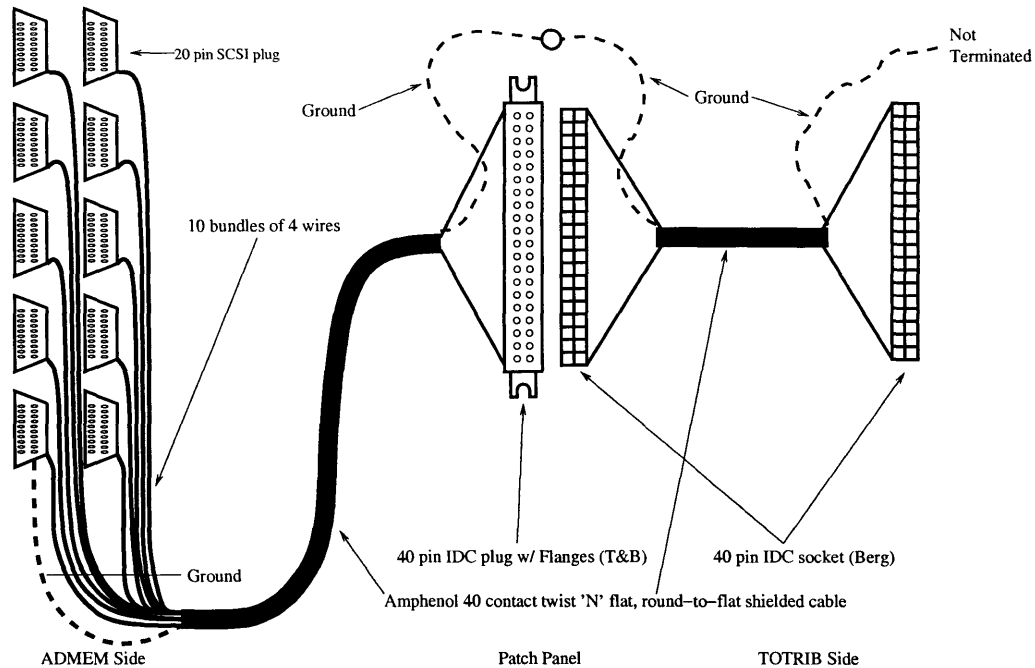 20 pin SCSI plug
Not
Terminated
Ground
Ground
10 bundles of 4 wires
40 pin IDC plug w/ Flanges (T&B)
40 pin IDC socket (Berg)
Ground
Amphenol 40 contact twist 'N' flat, round-to-flat shielded cable
ADMEM Side
Patch Panel
TOTRIB Side